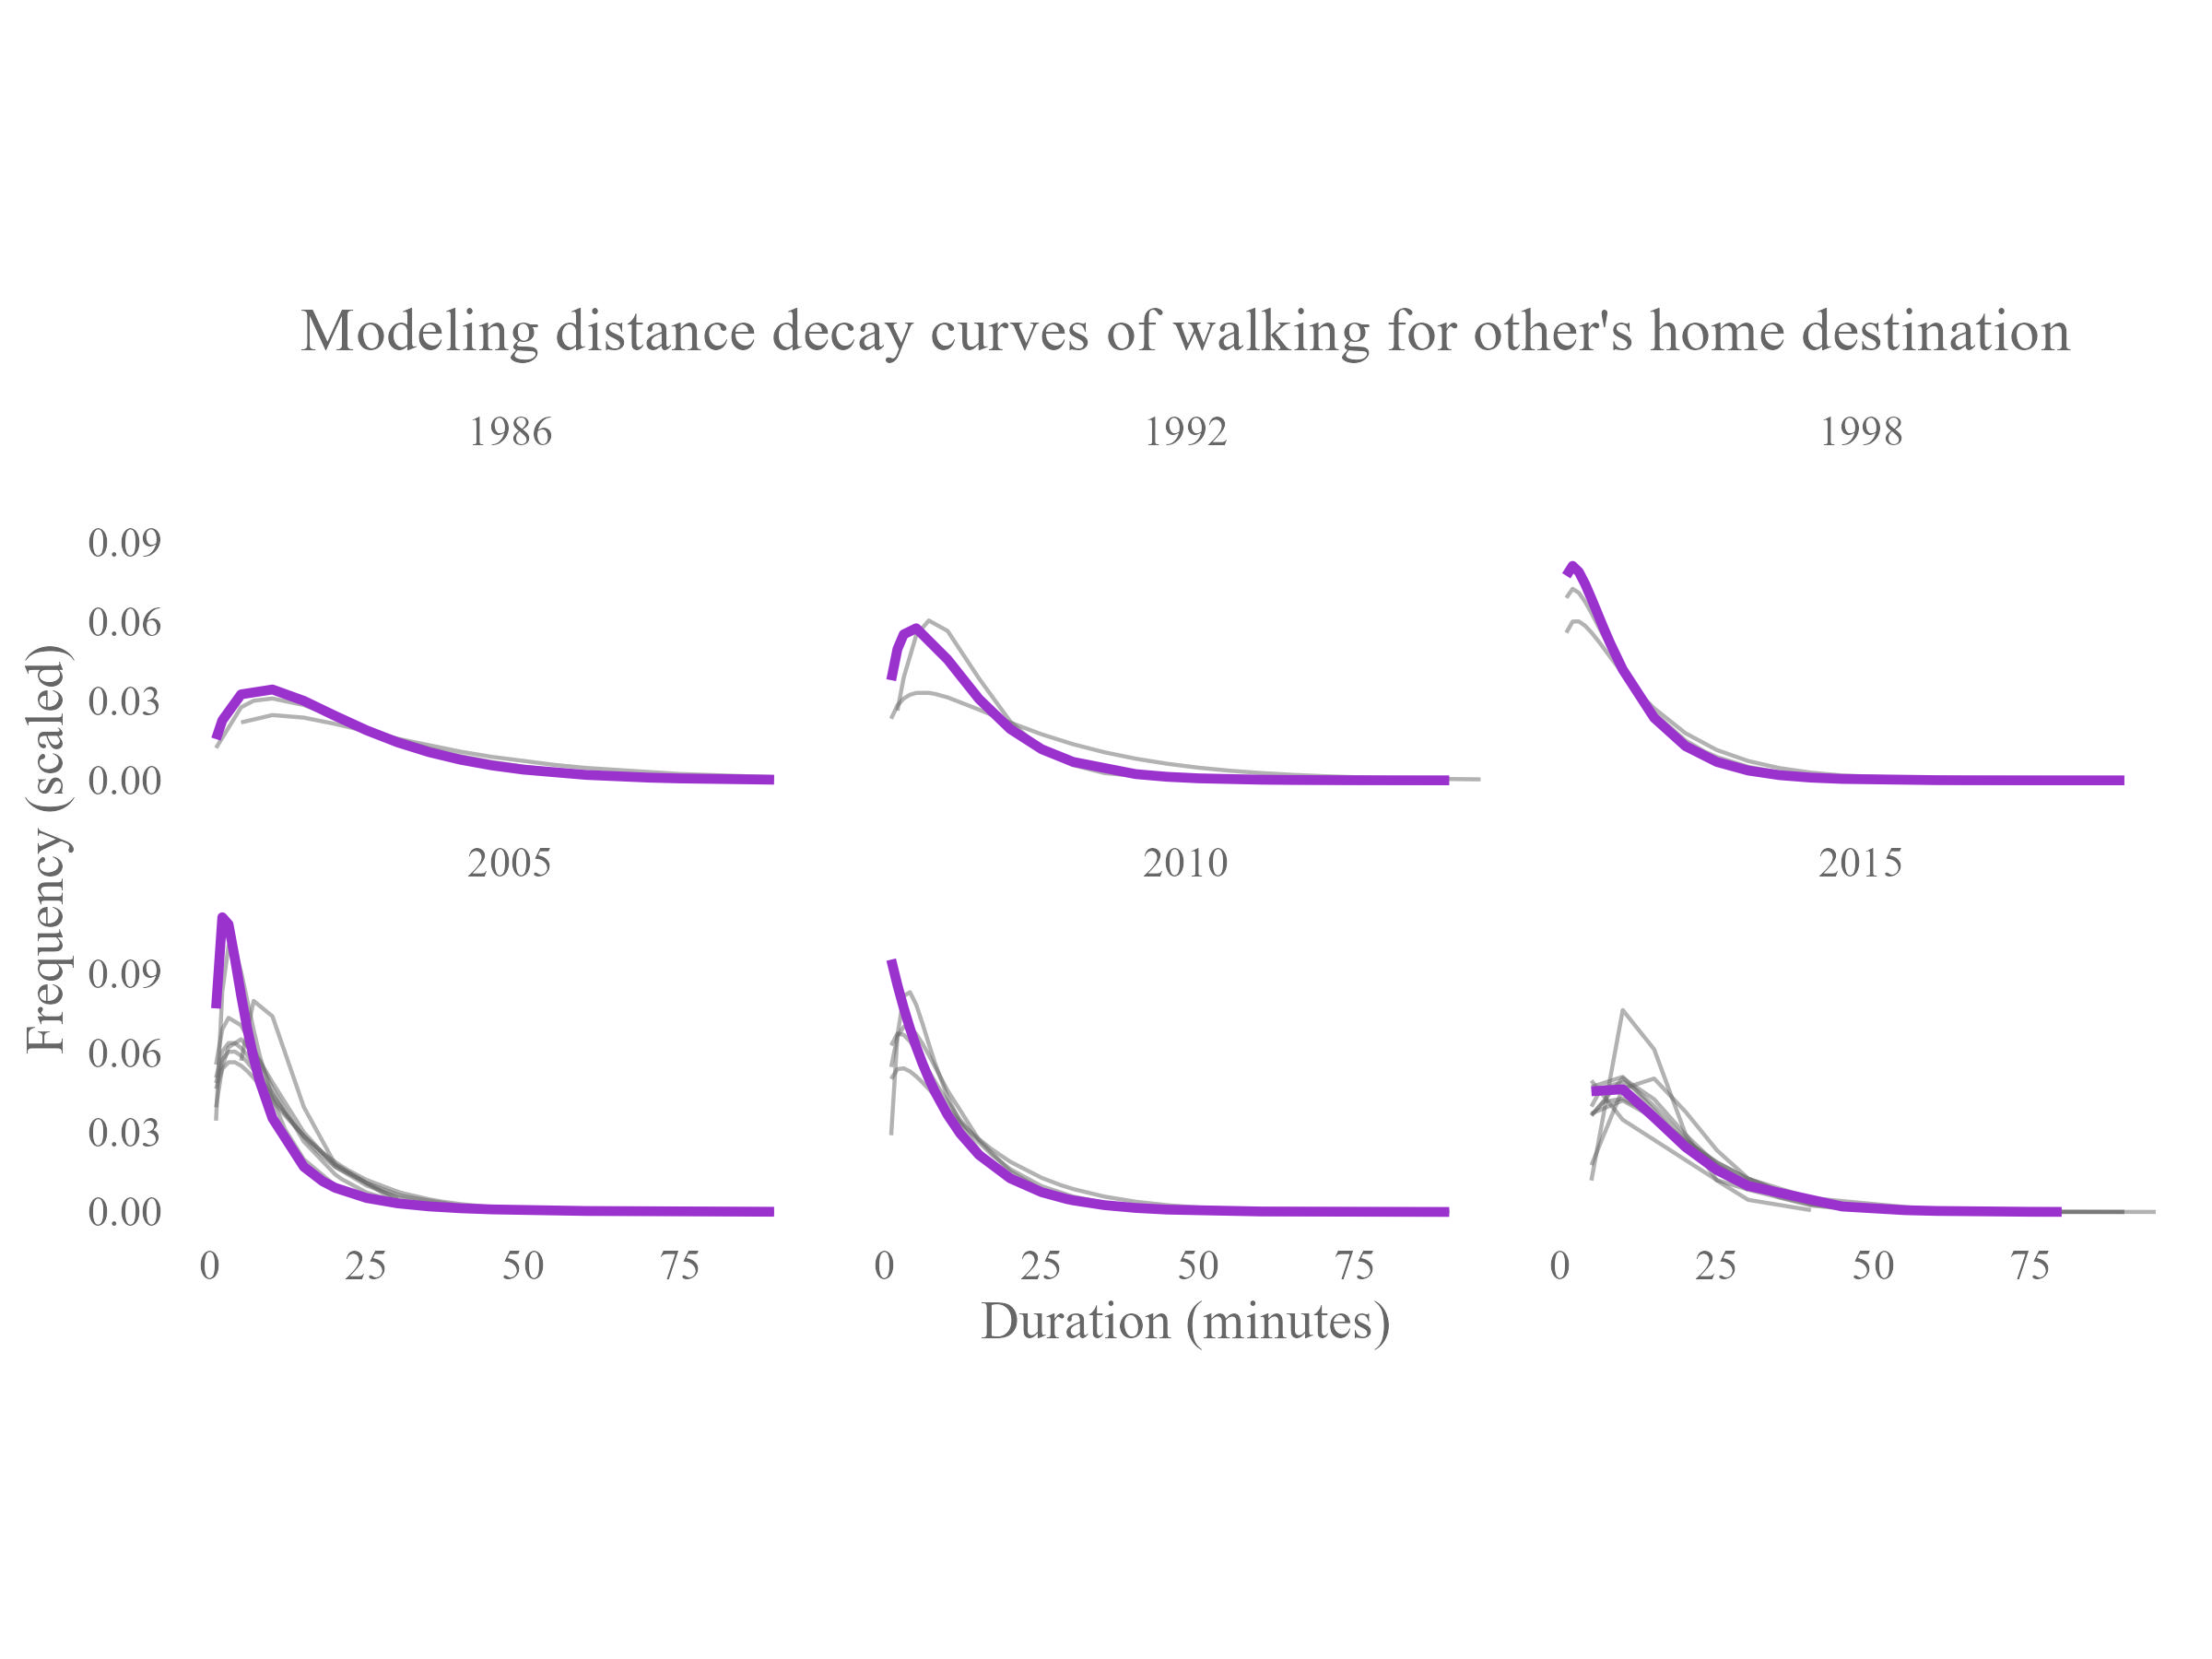 Modeling distance decay curves of walking for other's home destination
1986 1992 1998
0.09
0.06
0.03
0.00
Frequency (scaled)
2005 2010 2015
0.09
0.06
0.03
0.00
0 25 50 75 0 25 50 75 0 25 50 75
Duration (minutes)